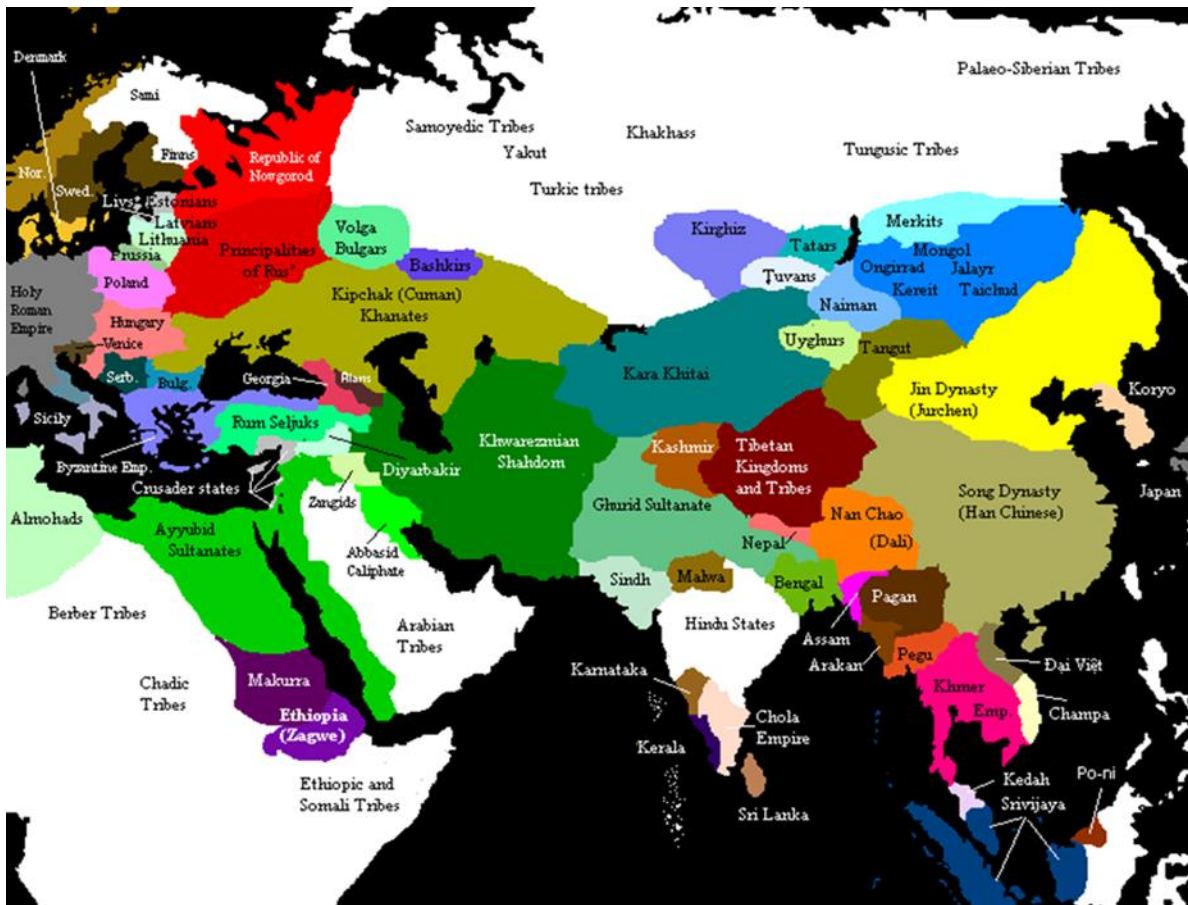 Denmark
Sami
Palaeo-Siberian Tribes
Samoyedic Tribes
Khakhass
Yakut
Tungusic Tribes
Turkic tribes
Nor.
Finns
Republic of
Novgorod
Swed.
Livs
Estonians
Latvians
Lithuania
Prussia
Volga
Bulgars
Principalities
of Rus'
Bashkirs
Kirghiz
Tatars
Merkits
Mongol
Tuvans
Ongirrad
Jalayr
Naiman
Kereit
Taichud
Poland
Holy
Roman
Empire
Kipchak (Cuman)
Khanates
Hungary
Venice
Uyghurs
Tangut
Serb.
Bulg.
Georgia
Alans
Kara Khitai
Jin Dynasty
(Jurchen)
Koryo
Sicily
Rum Seljuks
Khwarezmian
Shahdom
Kashmir
Tibetan
Kingdoms
and Tribes
Byzantine Emp.
Diyarbakir
Crusader states
Zangids
Ghurid Sultanate
Song Dynasty
(Han Chinese)
Japan
Almohads
Ayyubid
Sultanates
Abbasid
Caliphate
Nan Chao
(Dali)
Nepal
Sindh
Malwa
Bengal
Pagan
Berber Tribes
Arabian
Tribes
Hindu States
Assam
Arakan
Pegu
Đại Việt
Karnataka
Makurra
Chadic
Tribes
Khmer
Emp.
Champa
Ethiopia
(Zagwe)
Chola
Empire
Kerala
Ethiopic and
Somali Tribes
Sri Lanka
Kedah
Po-ni
Srivijaya